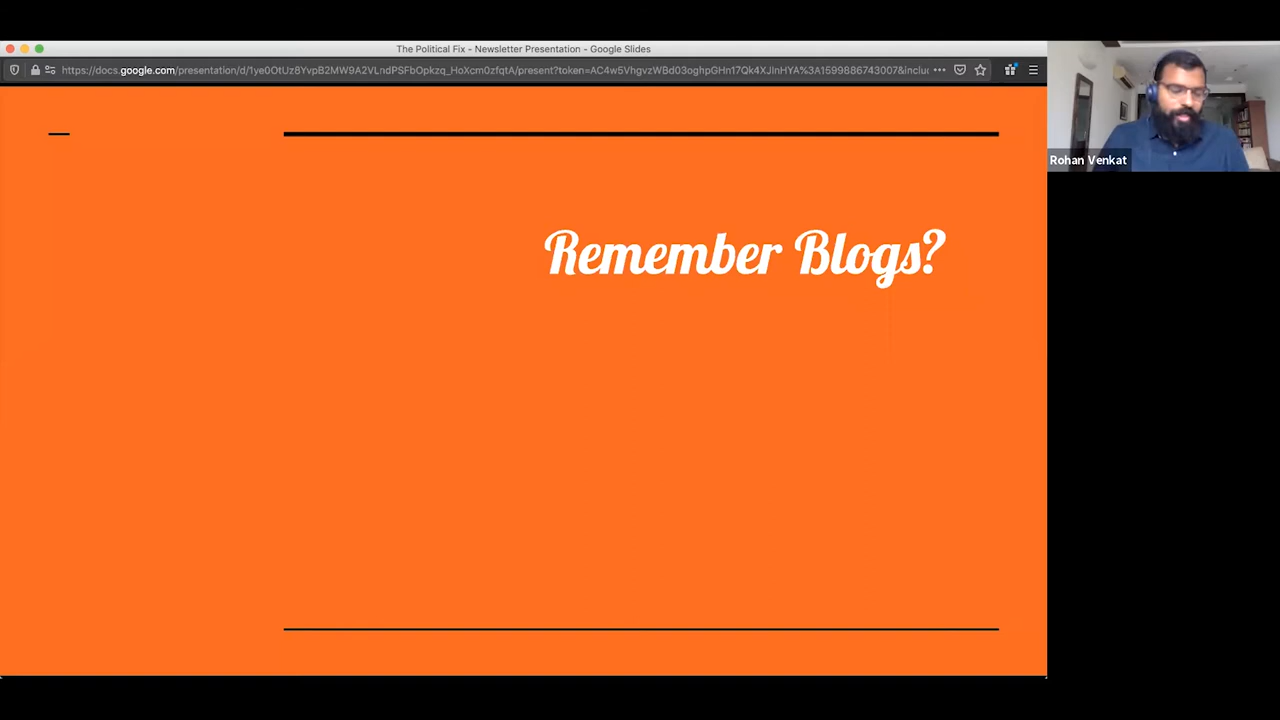 The Political Fix - Newsletter Presentation - Google Slides
Rohan Venkat
Remember Blogs?